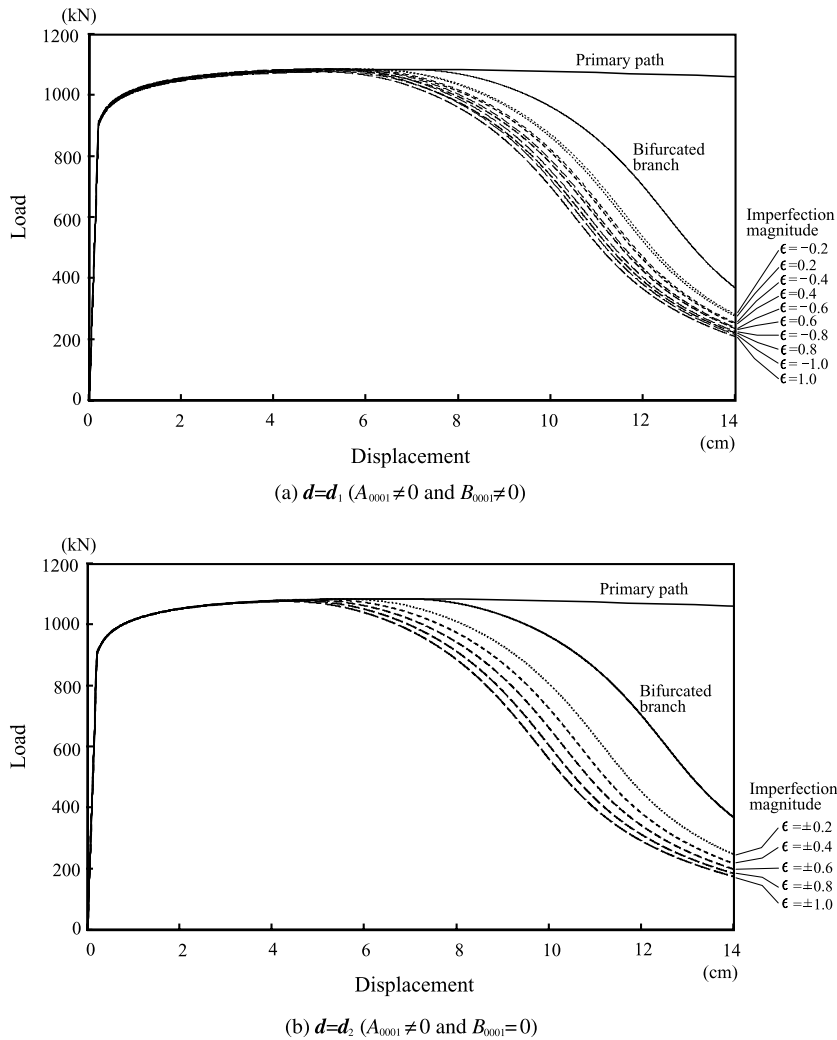 (kN)
1200
1000
800
600
400
200
0
Load
Primary path
Bifurcated
branch
Imperfection
magnitude
ϵ=−0.2
ϵ=0.2
ϵ=−0.4
ϵ=0.4
ϵ=−0.6
ϵ=0.6
ϵ=−0.8
ϵ=0.8
ϵ=−1.0
ϵ=1.0
0 2 4 6 8 10 12 14
(cm)
Displacement
(a) d=d₁ (A₀₀₀₁≠0 and B₀₀₀₁≠0)
(kN)
1200
1000
800
600
400
200
0
Load
Primary path
Bifurcated
branch
Imperfection
magnitude
ϵ=±0.2
ϵ=±0.4
ϵ=±0.6
ϵ=±0.8
ϵ=±1.0
0 2 4 6 8 10 12 14
(cm)
Displacement
(b) d=d₂ (A₀₀₀₁≠0 and B₀₀₀₁=0)